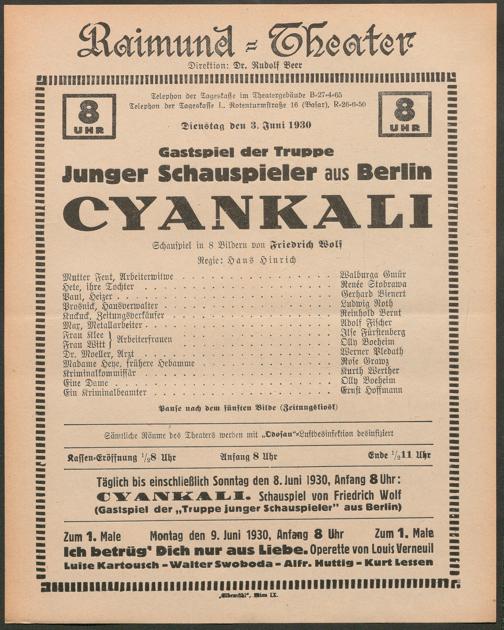 Raimund-Theater
Direktion: Dr. Rudolf Beer
8 UHR
Telephon der Tageskasse im Theatergebäude B-27-4-65
Telephon der Tageskasse I., Rotenturmstraße 16 (Basar), R-26-0-50
8 UHR
Dienstag den 3. Juni 1930
Gastspiel der Truppe
Junger Schauspieler aus Berlin
CYANKALI
Schauspiel in 8 Bildern von Friedrich Wolf
Regie: Hans Hinrich
Mutter Fent, Arbeiterwitwe Walburga Gmür
Hete, ihre Tochter Renée Stobrawa
Paul, Heizer Gerhard Bienert
Prosnick, Hausverwalter Ludwig Roth
Kuckuck, Zeitungsverkäufer Reinhold Bernt
Max, Metallarbeiter Adolf Fischer
Frau Klee } Arbeiterfrauen Ilse Fürstenberg
Frau Witt } Olly Boeheim
Dr. Moeller, Arzt Werner Pledath
Madame Heye, frühere Hebamme Rose Grawz
Kriminalkommissär Kurth Werther
Eine Dame Olly Boeheim
Ein Kriminalbeamter Ernst Hoffmann
Pause nach dem fünften Bilde (Zeitungskiosk)
Sämtliche Räume des Theaters werden mit „Odosan"-Luftdesinfektion desinfiziert
Kassen-Eröffnung ½8 Uhr Anfang 8 Uhr Ende ½11 Uhr
Täglich bis einschließlich Sonntag den 8. Juni 1930, Anfang 8 Uhr:
CYANKALI. Schauspiel von Friedrich Wolf
(Gastspiel der „Truppe junger Schauspieler" aus Berlin)
Zum 1. Male Montag den 9. Juni 1930, Anfang 8 Uhr Zum 1. Male
Ich betrüg' Dich nur aus Liebe. Operette von Louis Verneuil
Luise Kartousch – Walter Swoboda – Alfr. Huttig – Kurt Lessen
„Elbemühl", Wien IX.